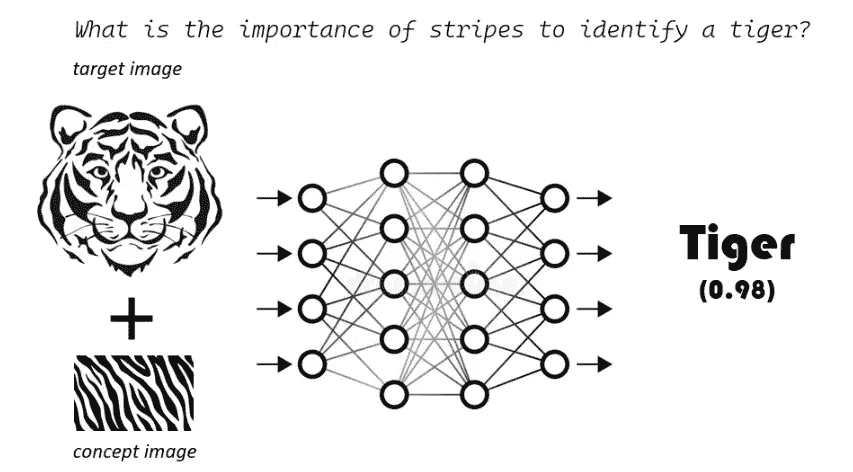 What is the importance of stripes to identify a tiger?
target image
Tiger
(0.98)
concept image